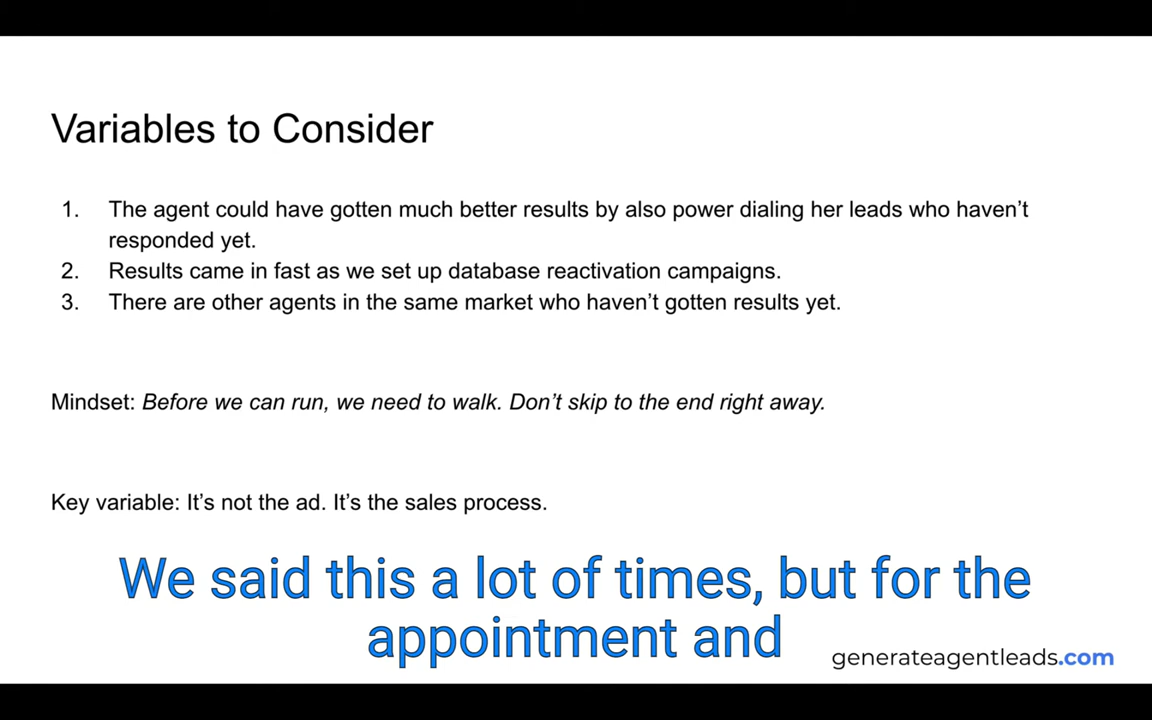 Variables to Consider
1. The agent could have gotten much better results by also power dialing her leads who haven't
responded yet.
2. Results came in fast as we set up database reactivation campaigns.
3. There are other agents in the same market who haven't gotten results yet.
Mindset: Before we can run, we need to walk. Don't skip to the end right away.
Key variable: It's not the ad. It's the sales process.
We said this a lot of times, but for the
appointment and
generateagentleads.com